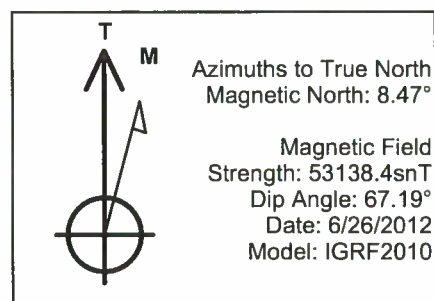 T
M
Azimuths to True North
Magnetic North: 8.47°
Magnetic Field
Strength: 53138.4snT
Dip Angle: 67.19°
Date: 6/26/2012
Model: IGRF2010